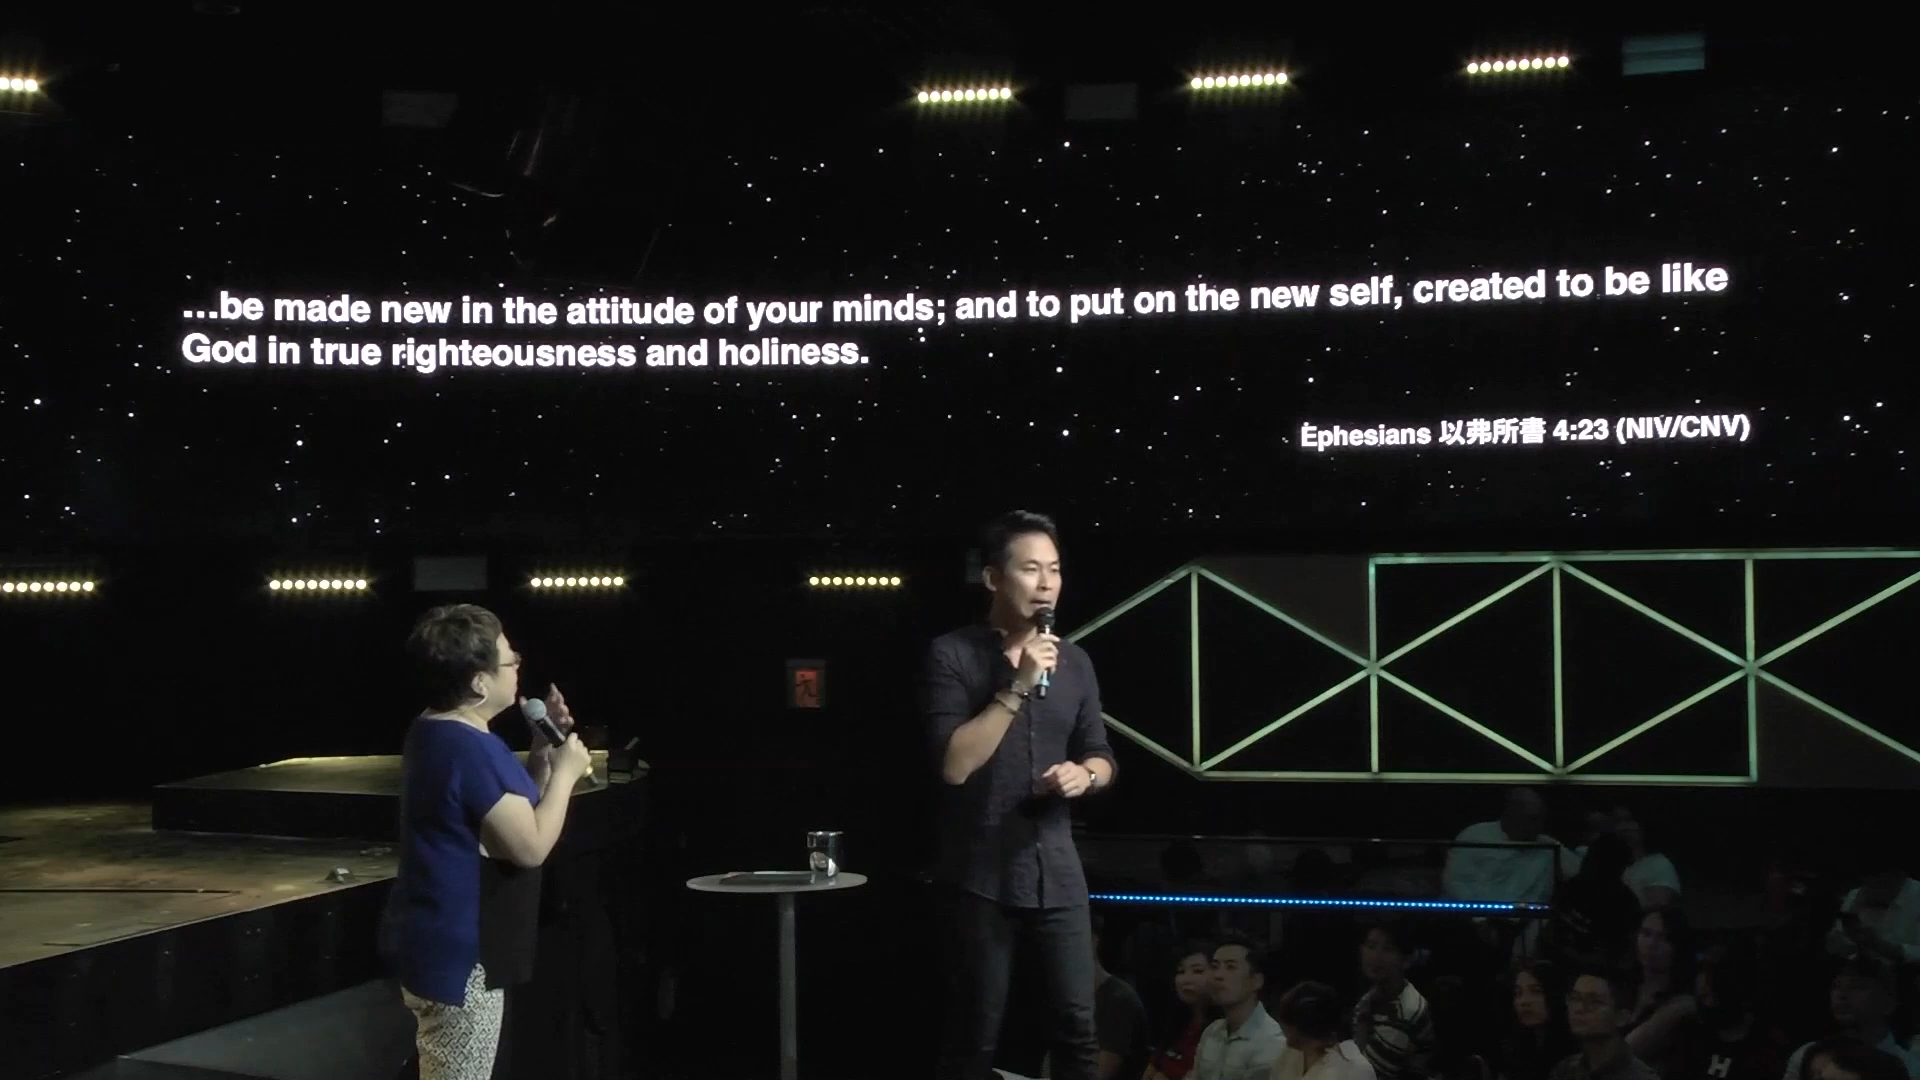 ...be made new in the attitude of your minds; and to put on the new self, created to be like
God in true righteousness and holiness.
Ephesians 以弗所書 4:23 (NIV/CNV)
H